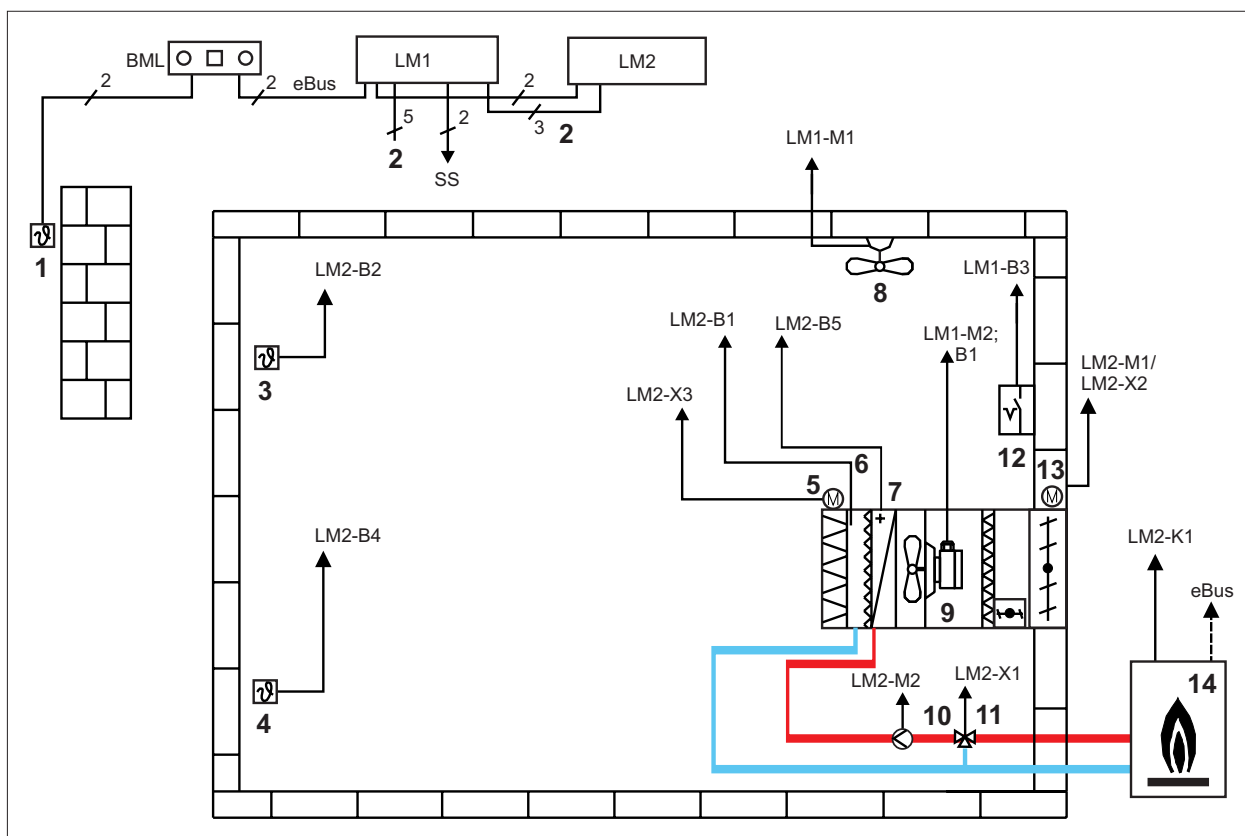 BML
LM1
LM2
2
2
eBus
2
5
2
3
2
2
SS
LM1-M1
1
LM2-B2
8
LM1-B3
LM2-B1
LM2-B5
LM1-M2;
B1
LM2-M1/
LM2-X2
3
LM2-X3
12
13
5
M
6
7
+
M
LM2-B4
9
LM2-K1
eBus
4
LM2-M2
10
LM2-X1
11
14